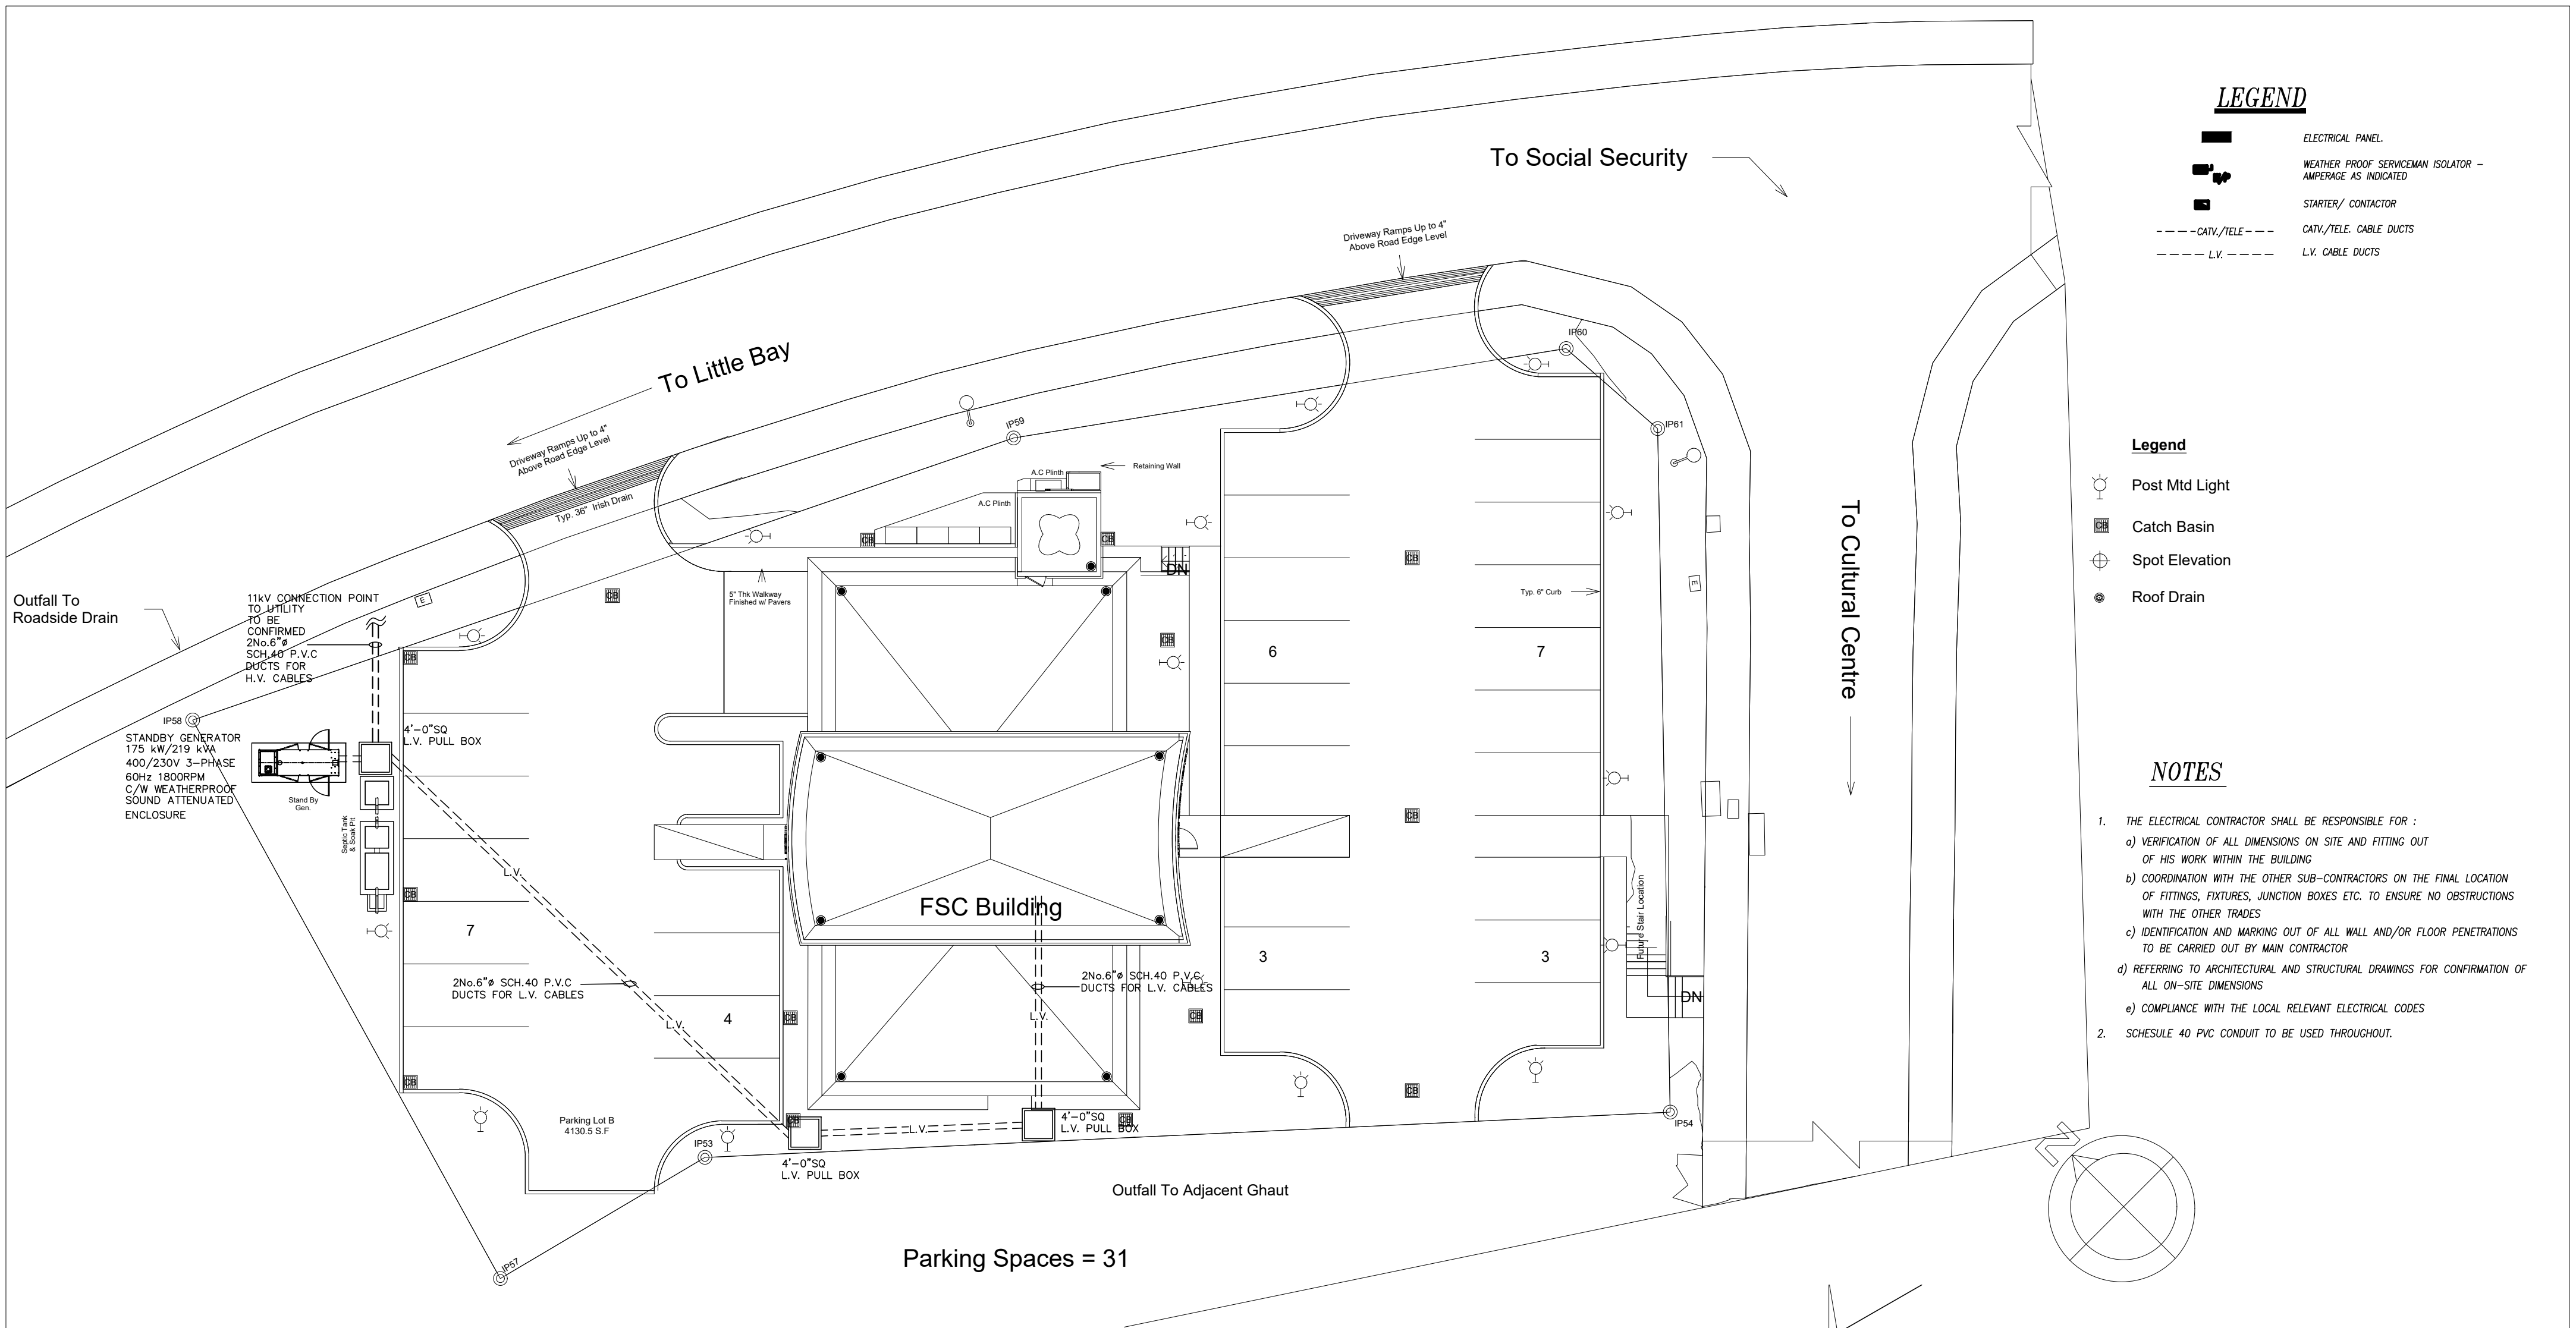 To Social Security
Driveway Ramps Up to 4"
Above Road Edge Level
To Little Bay
Driveway Ramps Up to 4"
Above Road Edge Level
Typ. 36" Irish Drain
IP60
IP59
IP61
A.C Plinth
Retaining Wall
A.C Plinth
CB
CB
DN
CB
CB
E
E
5" Thk Walkway
Finished w/ Pavers
Typ. 6" Curb
Outfall To
Roadside Drain
11kV CONNECTION POINT
TO UTILITY
TO BE
CONFIRMED
2No.6"ø
SCH.40 P.V.C
DUCTS FOR
H.V. CABLES
CB
CB
6
7
To Cultural Centre
IP58
STANDBY GENERATOR
175 kW/219 kVA
400/230V 3-PHASE
60Hz 1800RPM
C/W WEATHERPROOF
SOUND ATTENUATED
ENCLOSURE
4'-0"SQ
L.V. PULL BOX
Stand By
Gen.
Septic Tank
& Soak Pit
CB
L.V.
CB
FSC Building
7
3
3
Future Stair Location
2No.6"ø SCH.40 P.V.C
DUCTS FOR L.V. CABLES
2No.6"ø SCH.40 P.V.C
DUCTS FOR L.V. CABLES
DN
L.V.
4
CB
L.V.
CB
CB
CB
Parking Lot B
4130.5 S.F
CB
L.V.
4'-0"SQ
L.V. PULL BOX
CB
IP54
IP53
4'-0"SQ
L.V. PULL BOX
Outfall To Adjacent Ghaut
IP57
Parking Spaces = 31
LEGEND
ELECTRICAL PANEL.
WEATHER PROOF SERVICEMAN ISOLATOR -
AMPERAGE AS INDICATED
STARTER/ CONTACTOR
CATV./TELE
CATV./TELE. CABLE DUCTS
L.V.
L.V. CABLE DUCTS
Legend
Post Mtd Light
CB
Catch Basin
Spot Elevation
Roof Drain
NOTES
1. THE ELECTRICAL CONTRACTOR SHALL BE RESPONSIBLE FOR :
a) VERIFICATION OF ALL DIMENSIONS ON SITE AND FITTING OUT
OF HIS WORK WITHIN THE BUILDING
b) COORDINATION WITH THE OTHER SUB-CONTRACTORS ON THE FINAL LOCATION
OF FITTINGS, FIXTURES, JUNCTION BOXES ETC. TO ENSURE NO OBSTRUCTIONS
WITH THE OTHER TRADES
c) IDENTIFICATION AND MARKING OUT OF ALL WALL AND/OR FLOOR PENETRATIONS
TO BE CARRIED OUT BY MAIN CONTRACTOR
d) REFERRING TO ARCHITECTURAL AND STRUCTURAL DRAWINGS FOR CONFIRMATION OF
ALL ON-SITE DIMENSIONS
e) COMPLIANCE WITH THE LOCAL RELEVANT ELECTRICAL CODES
2. SCHESULE 40 PVC CONDUIT TO BE USED THROUGHOUT.
N